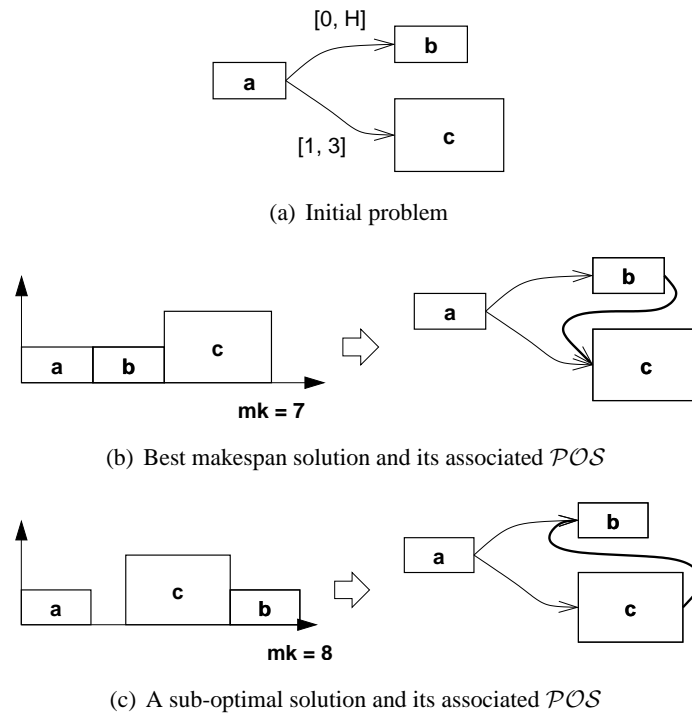 [0, H]
b
a
c
[1, 3]
(a) Initial problem
b
a
a b c
c
mk = 7
(b) Best makespan solution and its associated POS
b
a
c
a b
c
mk = 8
(c) A sub-optimal solution and its associated POS